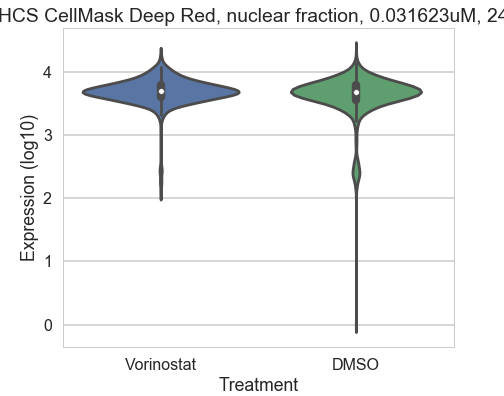 HCS CellMask Deep Red, nuclear fraction, 0.031623uM, 24
4
3
2
1
0
Expression (log10)
Vorinostat DMSO
Treatment